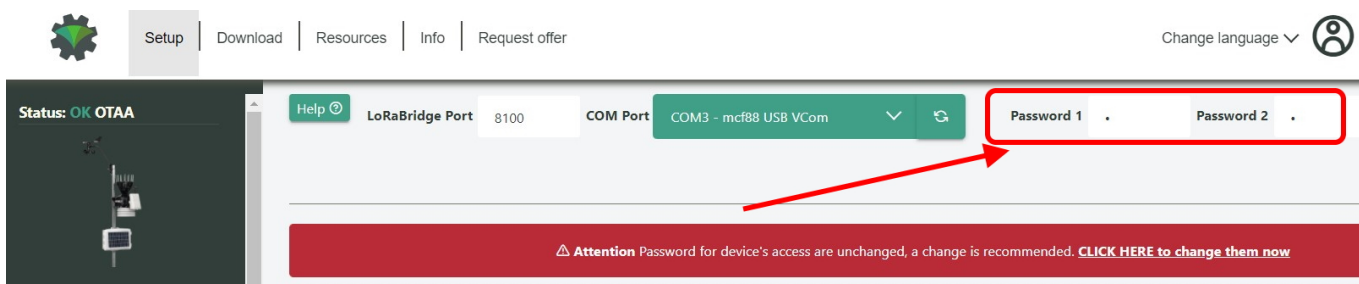 Setup
Download
Resources
Info
Request offer
Change language
Status: OK OTAA
Help
LoRaBridge Port
8100
COM Port
COM3 - mcf88 USB VCom
Password 1
Password 2
Attention Password for device's access are unchanged, a change is recommended. CLICK HERE to change them now